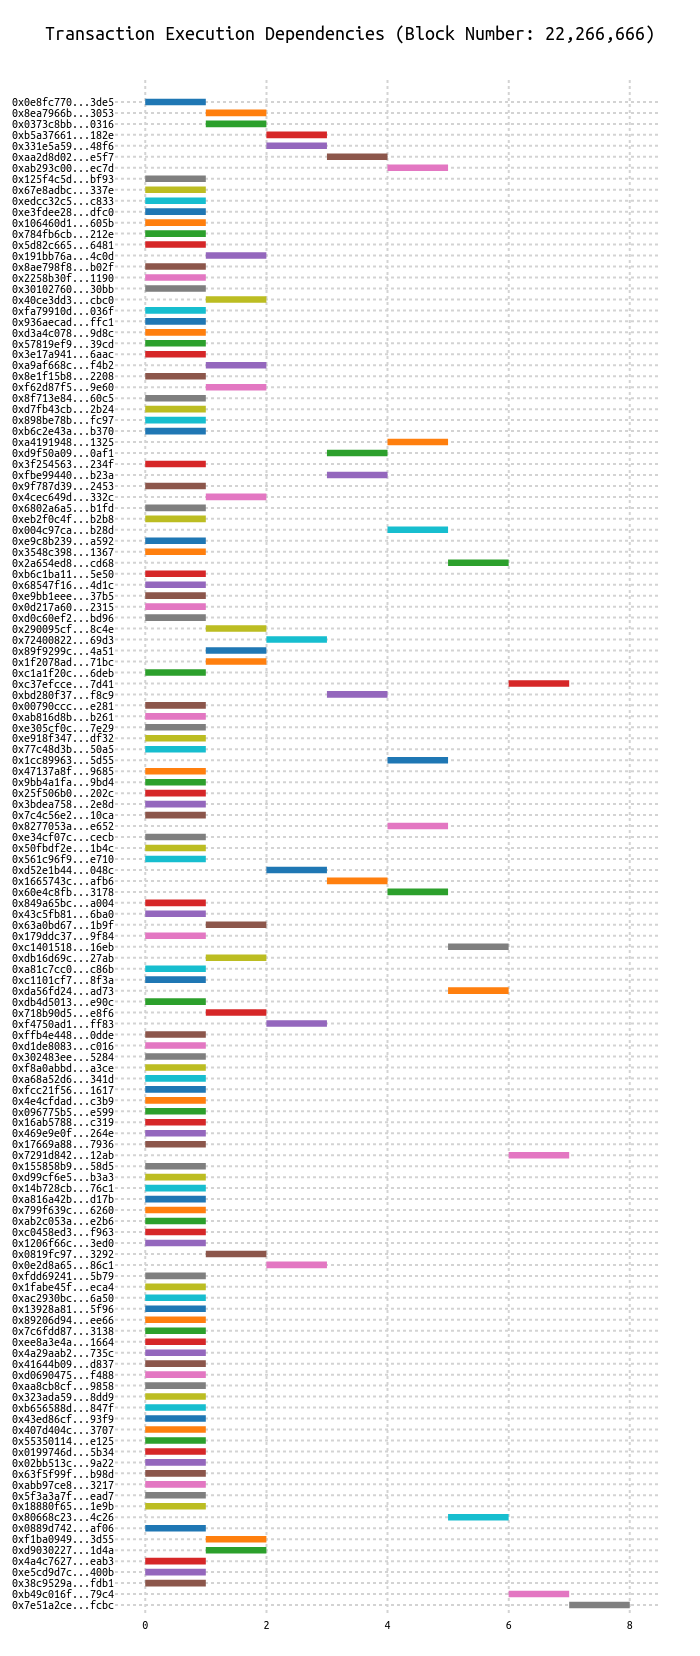 Transaction Execution Dependencies (Block Number: 22,266,666)
0x0e8fc770...3de5
0x8ea7966b...3053
0x0373c8bb...0316
0xb5a37661...182e
0x331e5a59...48f6
0xaa2d8d02...e5f7
0xab293c00...ec7d
0x125f4c5d...bf93
0x67e8adbc...337e
0xedcc32c5...c833
0xe3fdee28...dfc0
0x106460d1...605b
0x784fb6cb...212e
0x5d82c665...6481
0x191bb76a...4c0d
0x8ae798f8...b02f
0x2258b30f...1190
0x30102760...30bb
0x40ce3dd3...cbc0
0xfa79910d...036f
0x936aecad...ffc1
0xd3a4c078...9d8c
0x57819ef9...39cd
0x3e17a941...6aac
0xa9af668c...f4b2
0x8e1f15b8...2208
0xf62d87f5...9e60
0x8f713e84...60c5
0xd7fb43cb...2b24
0x898be78b...fc97
0xb6c2e43a...b370
0xa4191948...1325
0xd9f50a09...0af1
0x3f254563...234f
0xfbe99440...b23a
0x9f787d39...2453
0x4cec649d...332c
0x6802a6a5...b1fd
0xeb2f0c4f...b2b8
0x004c97ca...b28d
0xe9c8b239...a592
0x3548c398...1367
0x2a654ed8...cd68
0xb6c1ba11...5e50
0x68547f16...4d1c
0xe9bb1eee...37b5
0x0d217a60...2315
0xd0c60ef2...bd96
0x290095cf...8c4e
0x72400822...69d3
0x89f9299c...4a51
0x1f2078ad...71bc
0xc1a1f20c...6deb
0xc37efcce...7d41
0xbd280f37...f8c9
0x00790ccc...e281
0xab816d8b...b261
0xe305cf0c...7e29
0xe918f347...df32
0x77c48d3b...50a5
0x1cc89963...5d55
0x47137a8f...9685
0x9bb4a1fa...9bd4
0x25f506b0...202c
0x3bdea758...2e8d
0x7c4c56e2...10ca
0x8277053a...e652
0xe34cf07c...cecb
0x50fbdf2e...1b4c
0x561c96f9...e710
0xd52e1b44...048c
0x1665743c...afb6
0x60e4c8fb...3178
0x849a65bc...a004
0x43c5fb81...6ba0
0x63a0bd67...1b9f
0x179ddc37...9f84
0xc1401518...16eb
0xdb16d69c...27ab
0xa81c7cc0...c86b
0xc1101cf7...8f3a
0xda56fd24...ad73
0xdb4d5013...e90c
0x718b90d5...e8f6
0xf4750ad1...ff83
0xffb4e448...0dde
0xd1de8083...c016
0x302483ee...5284
0xf8a0abbd...a3ce
0xa68a52d6...341d
0xfcc21f56...1617
0x4e4cfdad...c3b9
0x096775b5...e599
0x16ab5788...c319
0x469e9e0f...264e
0x17669a88...7936
0x7291d842...12ab
0x155858b9...58d5
0xd99cf6e5...b3a3
0x14b728cb...76c1
0xa816a42b...d17b
0x799f639c...6260
0xab2c053a...e2b6
0xc0458ed3...f963
0x1206f66c...3ed0
0x0819fc97...3292
0x0e2d8a65...86c1
0xfdd69241...5b79
0x1fabe45f...eca4
0xac2930bc...6a50
0x13928a81...5f96
0x89206d94...ee66
0x7c6fdd87...3138
0xee8a3e4a...1664
0x4a29aab2...735c
0x41644b09...d837
0xd0690475...f488
0xaa8cb8cf...9858
0x323ada59...8dd9
0xb656588d...847f
0x43ed86cf...93f9
0x407d404c...3707
0x55350114...e125
0x0199746d...5b34
0x02bb513c...9a22
0x63f5f99f...b98d
0xabb97ce8...3217
0x5f3a3a7f...ead7
0x18880f65...1e9b
0x80668c23...4c26
0x0889d742...af06
0xf1ba0949...3d55
0xd9030227...1d4a
0x4a4c7627...eab3
0xe5cd9d7c...400b
0x38c9529a...fdb1
0xb49c016f...79c4
0x7e51a2ce...fcbc
0 2 4 6 8